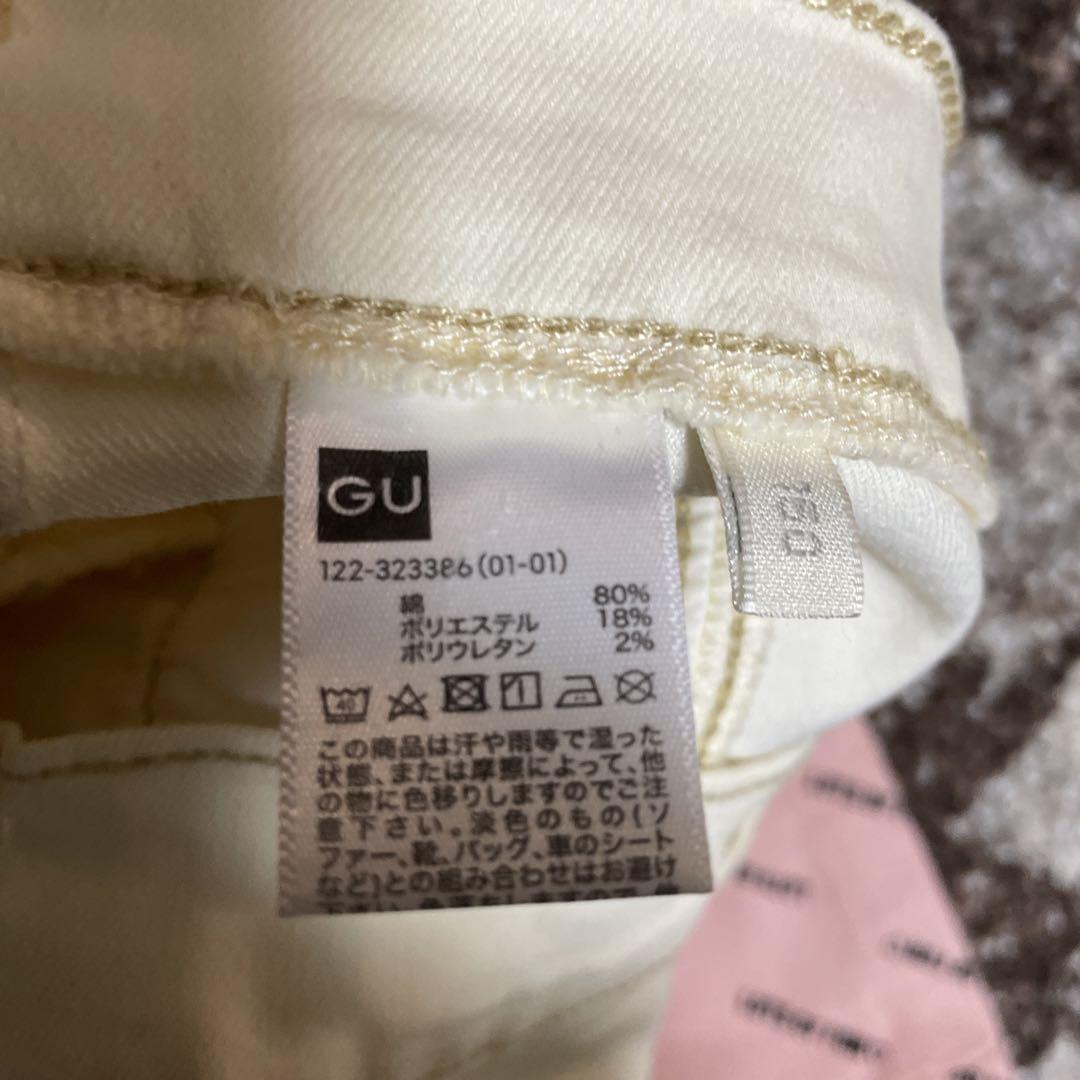 GU
122-323386(01-01)
綿 80%
ポリエステル 18%
ポリウレタン 2%
40
この商品は汗や雨等で湿った
状態、または摩擦によって、他
の物に色移りしますのでご注
意下さい。淡色のもの(ソ
ファー、靴、バッグ、車のシート
など)との組み合わせはお避け
150